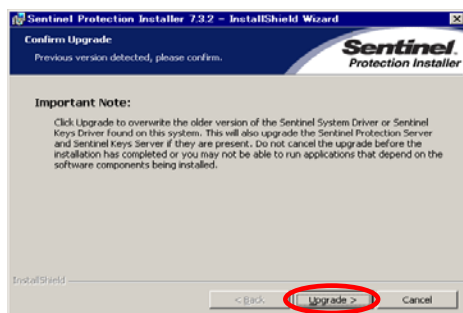 Sentinel Protection Installer 7.3.2 - InstallShield Wizard
Confirm Upgrade
Previous version detected, please confirm.
Sentinel.
Protection Installer
Important Note:
Click Upgrade to overwrite the older version of the Sentinel System Driver or Sentinel
Keys Driver found on this system. This will also upgrade the Sentinel Protection Server
and Sentinel Keys Server if they are present. Do not cancel the upgrade before the
installation has completed or you may not be able to run applications that depend on the
software components being installed.
InstallShield
< Back
Upgrade >
Cancel